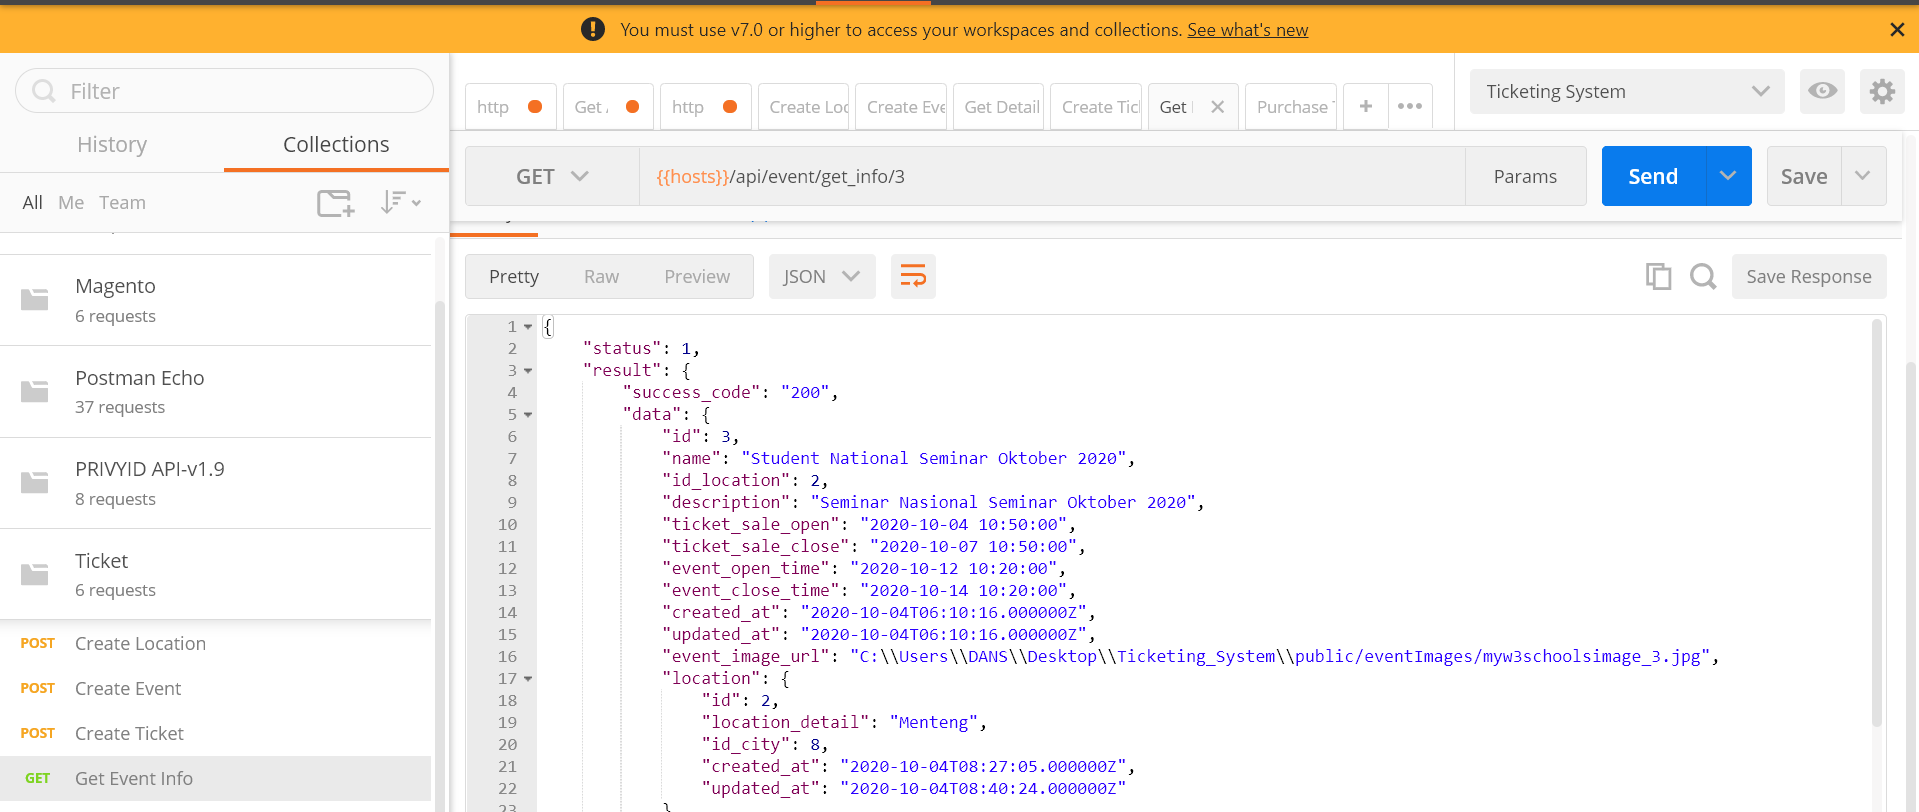 You must use v7.0 or higher to access your workspaces and collections. See what's new
Filter
History Collections
All Me Team
Magento
6 requests
Postman Echo
37 requests
PRIVYID API-v1.9
8 requests
Ticket
6 requests
POST Create Location
POST Create Event
POST Create Ticket
GET Get Event Info
http Get http Create Loc Create Eve Get Detail Create Tic Get Purchase + •••
Ticketing System
GET {{hosts}}/api/event/get_info/3 Params Send Save
Pretty Raw Preview JSON Save Response
1 {
2 "status": 1,
3 "result": {
4 "success_code": "200",
5 "data": {
6 "id": 3,
7 "name": "Student National Seminar Oktober 2020",
8 "id_location": 2,
9 "description": "Seminar Nasional Seminar Oktober 2020",
10 "ticket_sale_open": "2020-10-04 10:50:00",
11 "ticket_sale_close": "2020-10-07 10:50:00",
12 "event_open_time": "2020-10-12 10:20:00",
13 "event_close_time": "2020-10-14 10:20:00",
14 "created_at": "2020-10-04T06:10:16.000000Z",
15 "updated_at": "2020-10-04T06:10:16.000000Z",
16 "event_image_url": "C:\\Users\\DANS\\Desktop\\Ticketing_System\\public/eventImages/myw3schoolsimage_3.jpg",
17 "location": {
18 "id": 2,
19 "location_detail": "Menteng",
20 "id_city": 8,
21 "created_at": "2020-10-04T08:27:05.000000Z",
22 "updated_at": "2020-10-04T08:40:24.000000Z"
23 }